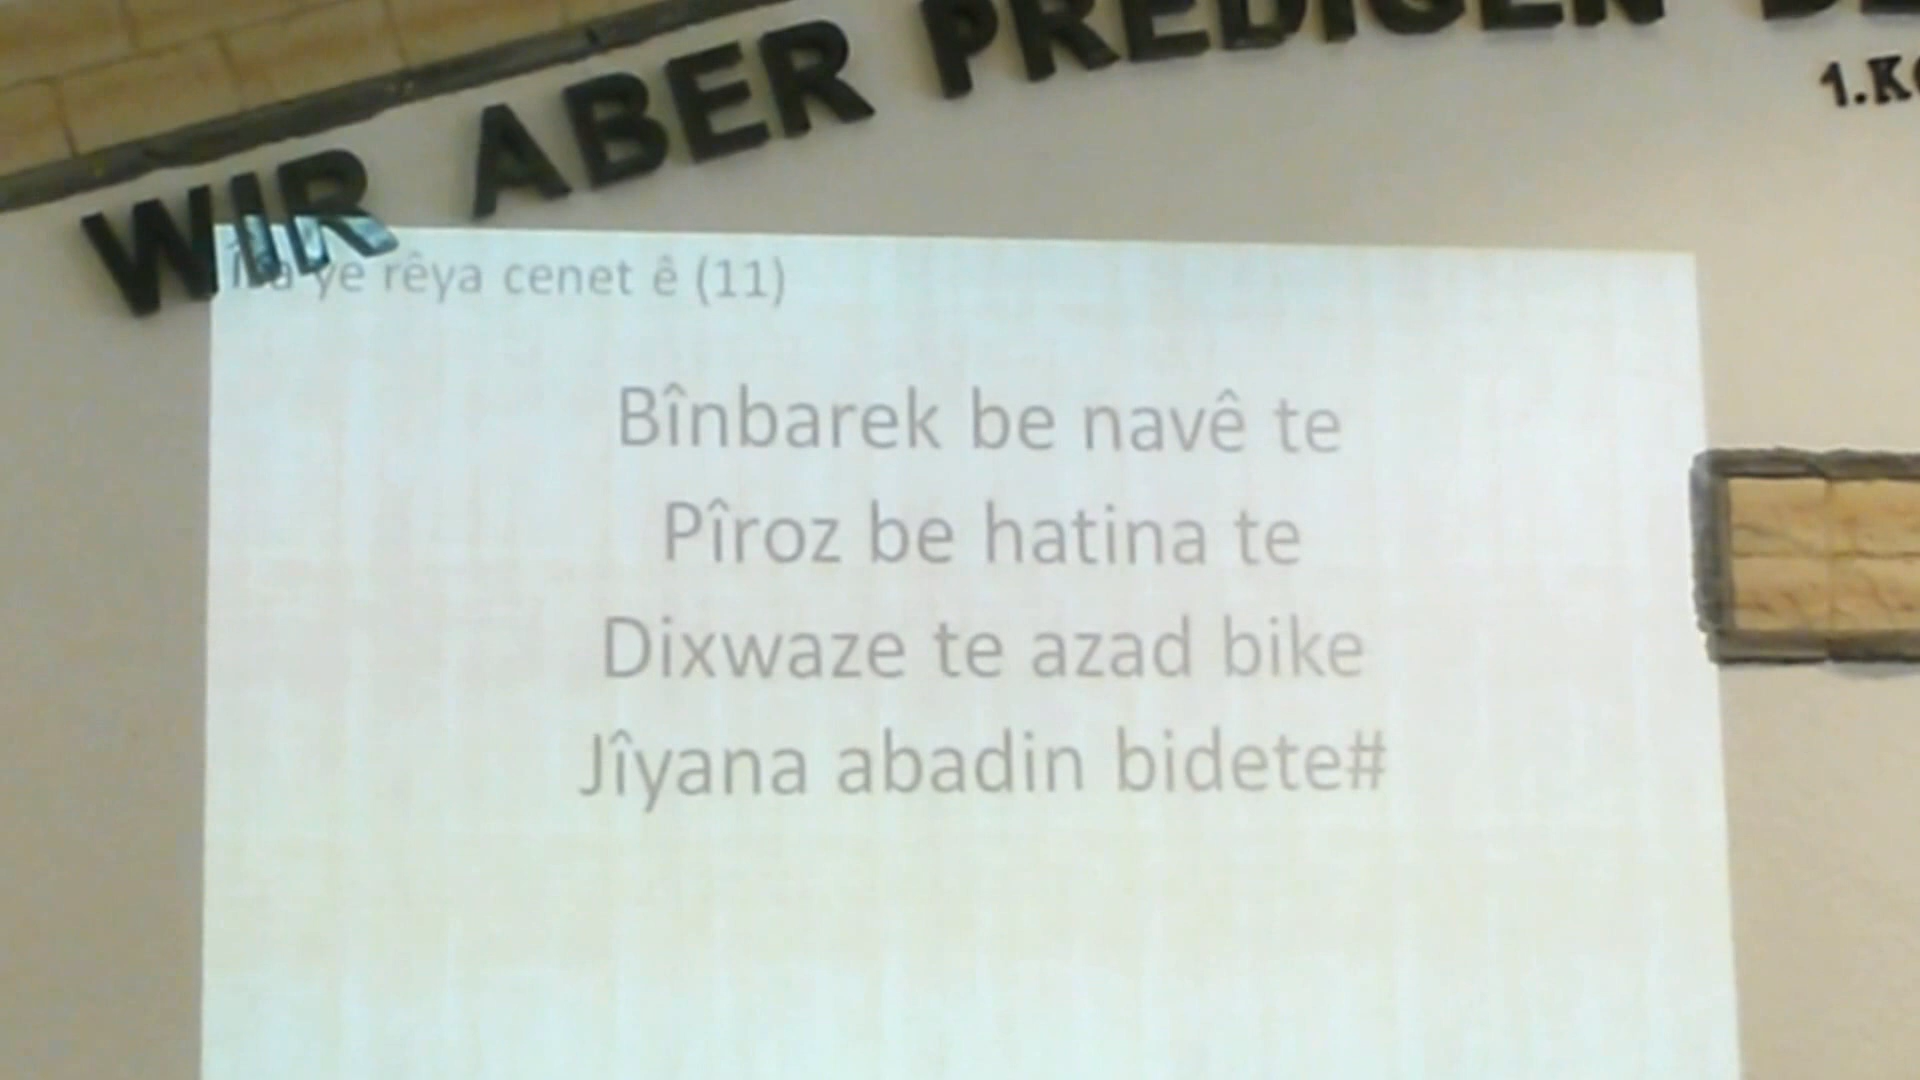 WIR ABER PREDIGEN
1.K
ye rêya cenet ê (11)
Bînbarek be navê te
Pîroz be hatina te
Dixwaze te azad bike
Jîyana abadin bidete#